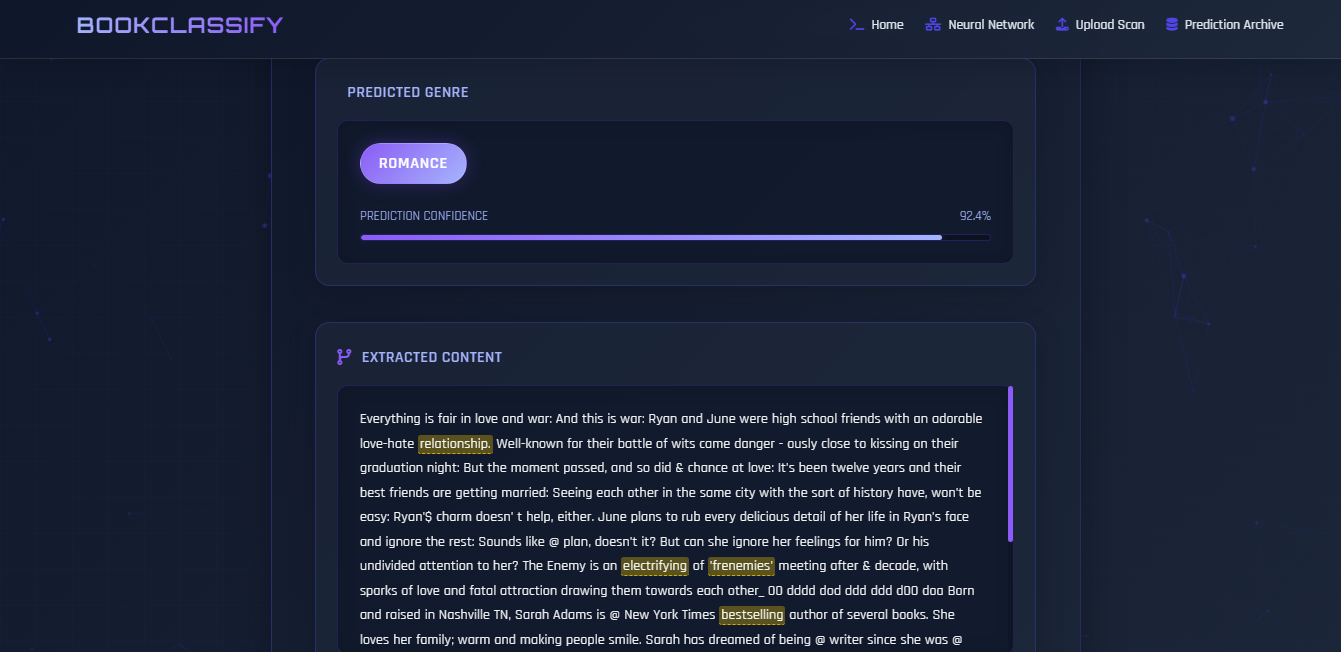 BOOKCLASSIFY
Home Neural Network Upload Scan Prediction Archive
PREDICTED GENRE
ROMANCE
PREDICTION CONFIDENCE 92.4%
EXTRACTED CONTENT
Everything is fair in love and war: And this is war: Ryan and June were high school friends with an adorable
love-hate relationship. Well-known for their battle of wits came danger - ously close to kissing on their
graduation night: But the moment passed, and so did & chance at love: It's been twelve years and their
best friends are getting married: Seeing each other in the same city with the sort of history have, won't be
easy: Ryan'$ charm doesn' t help, either. June plans to rub every delicious detail of her life in Ryan's face
and ignore the rest: Sounds like @ plan, doesn't it? But can she ignore her feelings for him? Or his
undivided attention to her? The Enemy is an electrifying of 'frenemies' meeting after & decade, with
sparks of love and fatal attraction drawing them towards each other_ 00 dddd dod ddd ddd d00 doa Born
and raised in Nashville TN, Sarah Adams is @ New York Times bestselling author of several books. She
loves her family; warm and making people smile. Sarah has dreamed of being @ writer since she was @